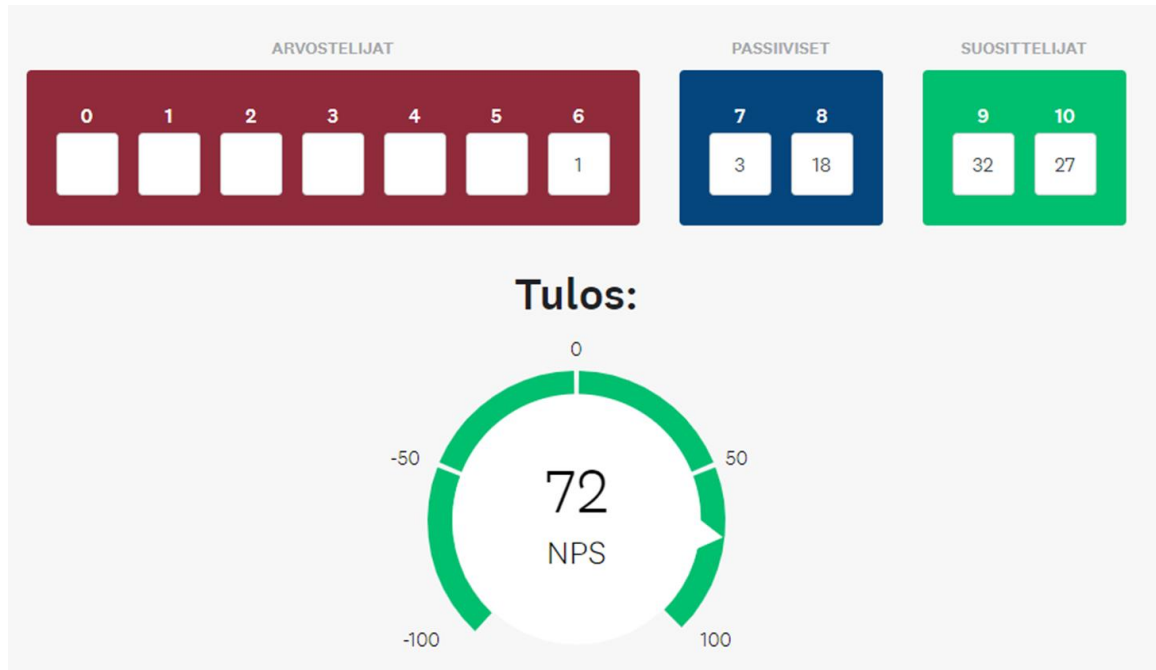 ARVOSTELIJAT PASSIIVISET SUOSITTELIJAT
0 1 2 3 4 5 6 7 8 9 10
1 3 18 32 27
Tulos:
0
-50 50
72
NPS
-100 100